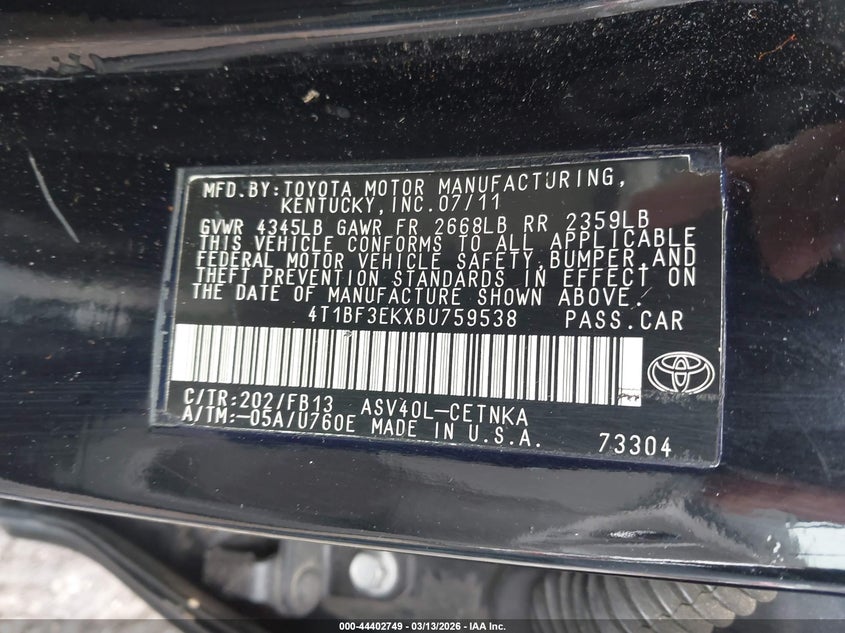 MFD.BY:TOYOTA MOTOR MANUFACTURING,
KENTUCKY,INC.07/11
GVWR 4345LB GAWR FR 2668LB RR 2359LB
THIS VEHICLE CONFORMS TO ALL APPLICABLE
FEDERAL MOTOR VEHICLE SAFETY,BUMPER,AND
THEFT PREVENTION STANDARDS IN EFFECT ON
THE DATE OF MANUFACTURE SHOWN ABOVE.
4T1BF3EKXBU759538 PASS.CAR
C/TR:202/FB13 ASV40L-CETNKA
A/TM:-05A/U760E MADE IN U.S.A. 73304
000-44402749 - 03/13/2026 - IAA Inc.